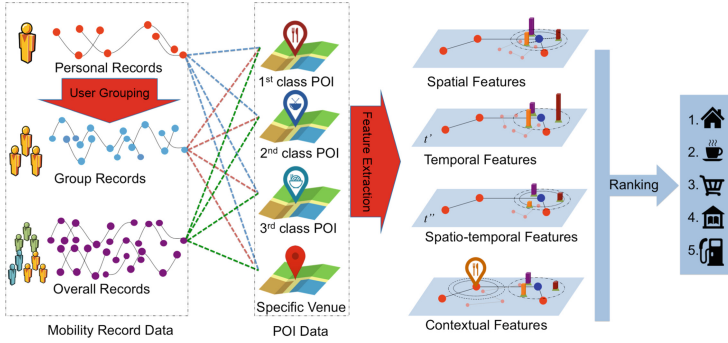 Personal Records
User Grouping
Group Records
Overall Records
Mobility Record Data
1st class POI
2nd class POI
3rd class POI
Specific Venue
POI Data
Feature Extraction
Spatial Features
t'
Temporal Features
t''
Spatio-temporal Features
Contextual Features
Ranking
1.
2.
3.
4.
5.